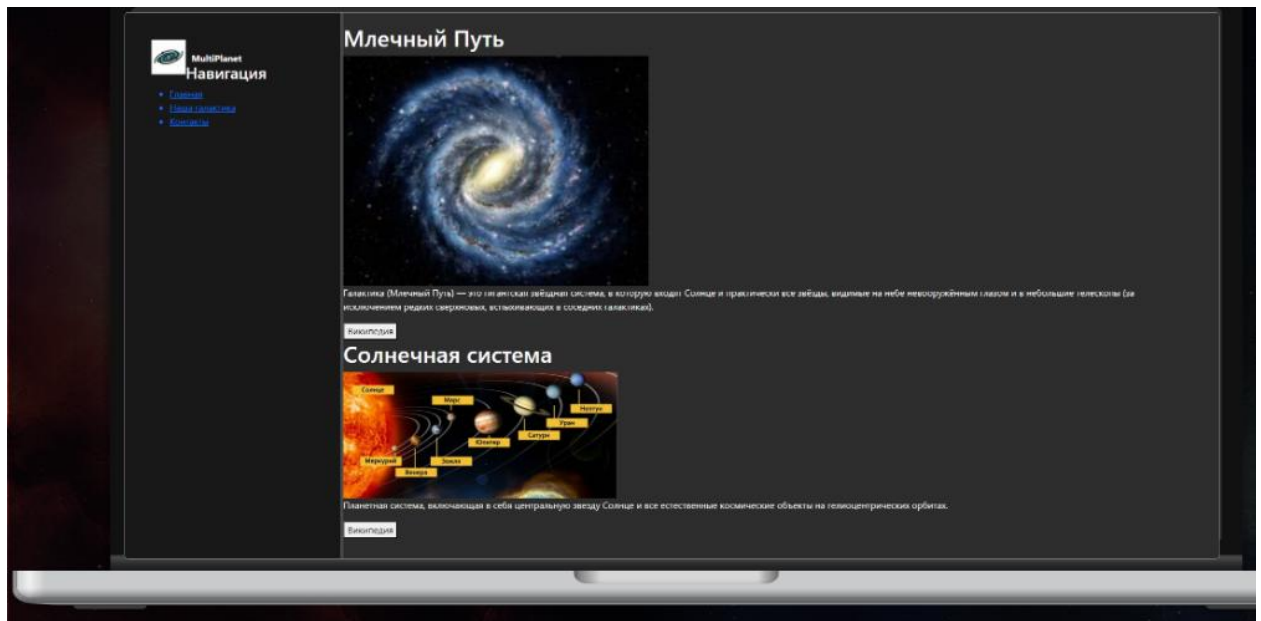 MultiPlanet
Навигация
Главная
Наша галактика
Контакты
Млечный Путь
Галактика (Млечный Путь) — это гигантская звёздная система, в которую входит Солнце и практически все звёзды, видимые на небе невооружённым глазом и в небольшие телескопы (за
исключением редких сверхновых, вспыхивающих в соседних галактиках).
Википедия
Солнечная система
Солнце
Марс
Нептун
Уран
Сатурн
Юпитер
Меркурий
Земля
Венера
Планетная система, включающая в себя центральную звезду Солнце и все естественные космические объекты на гелиоцентрических орбитах.
Википедия